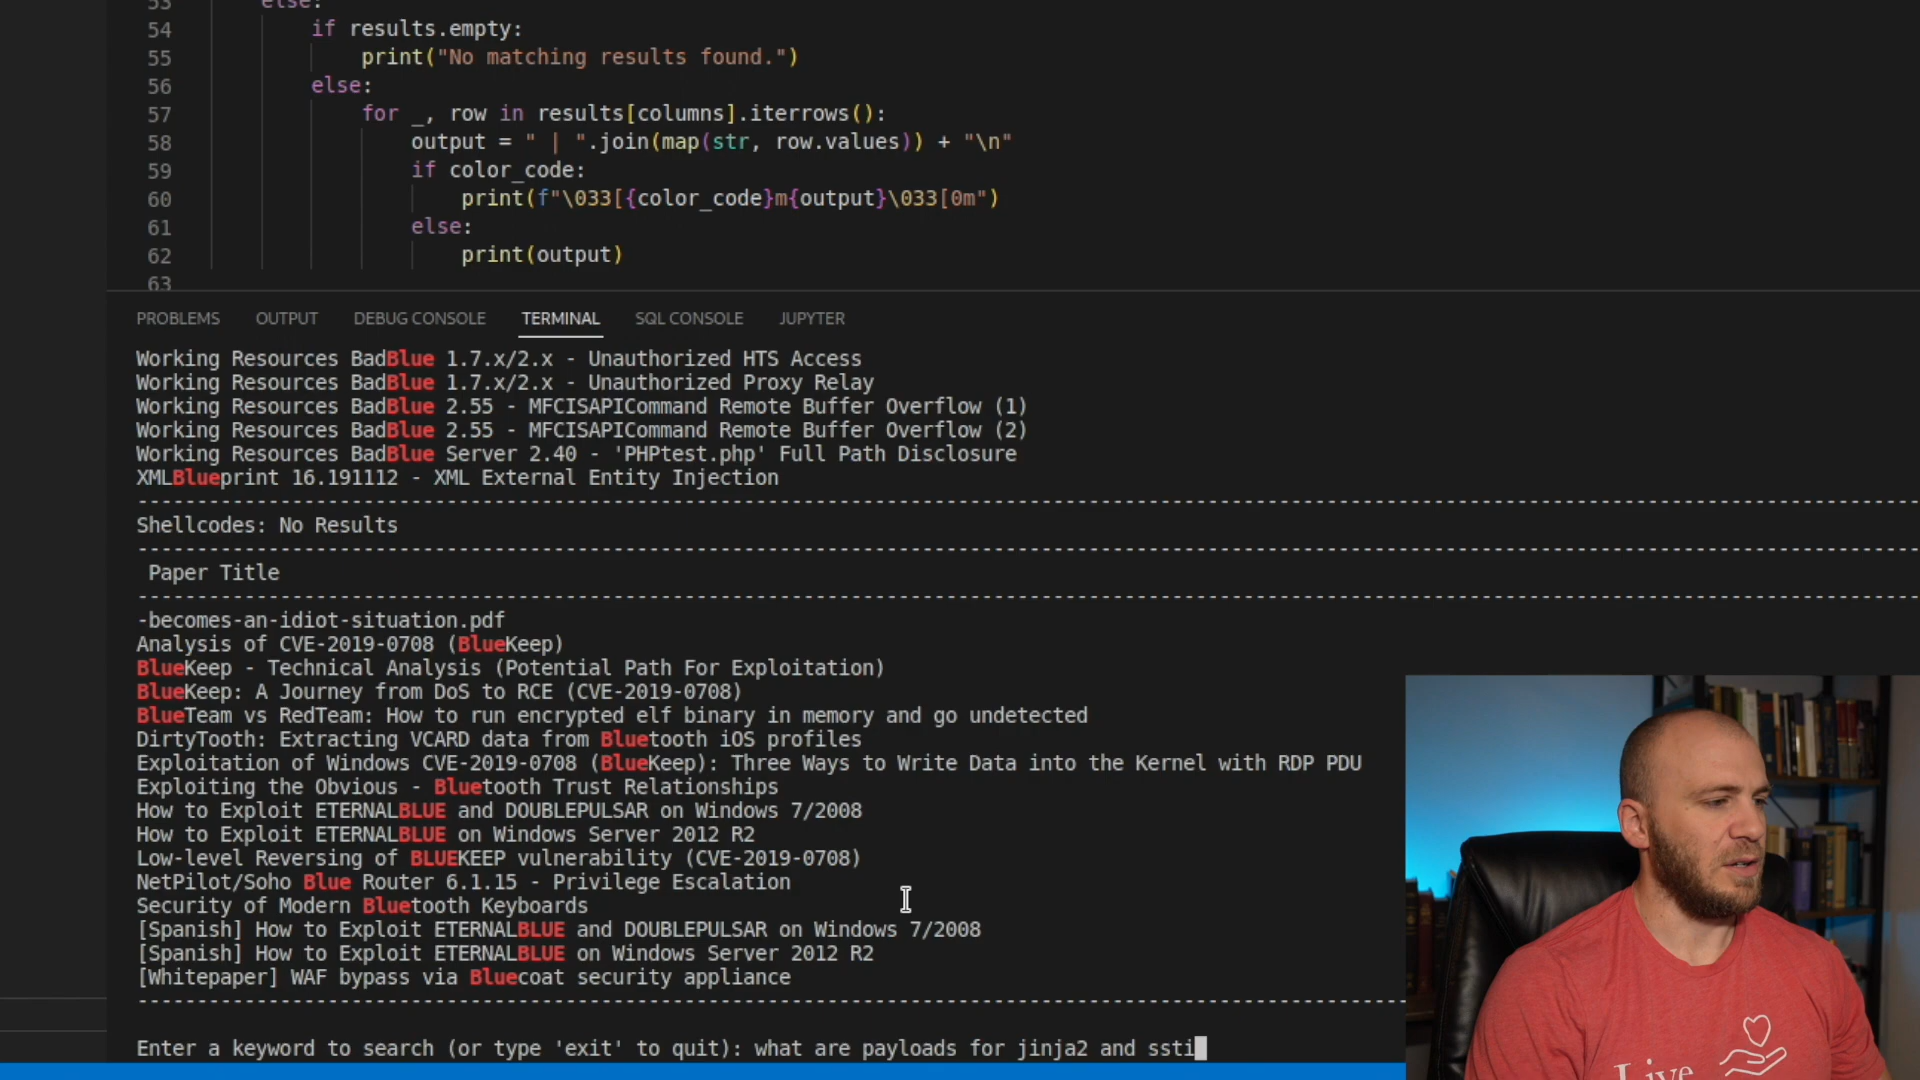 53 else:
54 if results.empty:
55 print("No matching results found.")
56 else:
57 for _, row in results[columns].iterrows():
58 output = " | ".join(map(str, row.values)) + "\n"
59 if color_code:
60 print(f"\033[{color_code}m{output}\033[0m")
61 else:
62 print(output)
63
PROBLEMS OUTPUT DEBUG CONSOLE TERMINAL SQL CONSOLE JUPYTER
Working Resources BadBlue 1.7.x/2.x - Unauthorized HTS Access
Working Resources BadBlue 1.7.x/2.x - Unauthorized Proxy Relay
Working Resources BadBlue 2.55 - MFCISAPICommand Remote Buffer Overflow (1)
Working Resources BadBlue 2.55 - MFCISAPICommand Remote Buffer Overflow (2)
Working Resources BadBlue Server 2.40 - 'PHPtest.php' Full Path Disclosure
XMLBlueprint 16.191112 - XML External Entity Injection
Shellcodes: No Results
Paper Title
-becomes-an-idiot-situation.pdf
Analysis of CVE-2019-0708 (BlueKeep)
BlueKeep - Technical Analysis (Potential Path For Exploitation)
BlueKeep: A Journey from DoS to RCE (CVE-2019-0708)
BlueTeam vs RedTeam: How to run encrypted elf binary in memory and go undetected
DirtyTooth: Extracting VCARD data from Bluetooth iOS profiles
Exploitation of Windows CVE-2019-0708 (BlueKeep): Three Ways to Write Data into the Kernel with RDP PDU
Exploiting the Obvious - Bluetooth Trust Relationships
How to Exploit ETERNALBLUE and DOUBLEPULSAR on Windows 7/2008
How to Exploit ETERNALBLUE on Windows Server 2012 R2
Low-level Reversing of BLUEKEEP vulnerability (CVE-2019-0708)
NetPilot/Soho Blue Router 6.1.15 - Privilege Escalation
Security of Modern Bluetooth Keyboards
[Spanish] How to Exploit ETERNALBLUE and DOUBLEPULSAR on Windows 7/2008
[Spanish] How to Exploit ETERNALBLUE on Windows Server 2012 R2
[Whitepaper] WAF bypass via Bluecoat security appliance
Enter a keyword to search (or type 'exit' to quit): what are payloads for jinja2 and ssti
Live